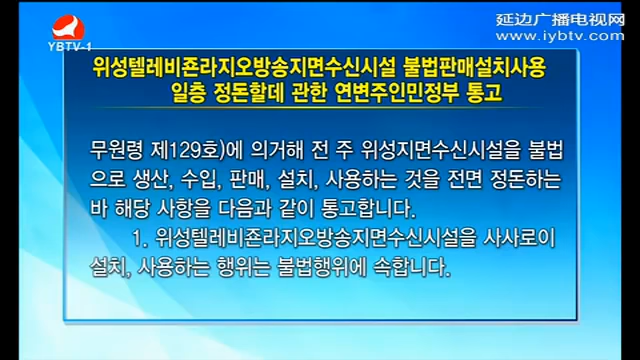 延边广播电视网
www.iybtv.com
YBTV-1
위성텔레비죤라지오방송지면수신시설 불법판매설치사용
일층 정돈할데 관한 연변주인민정부 통고
무원령 제129호)에 의거해 전 주 위성지면수신시설을 불법
으로 생산, 수입, 판매, 설치, 사용하는 것을 전면 정돈하는
바 해당 사항을 다음과 같이 통고합니다.
1. 위성텔레비죤라지오방송지면수신시설을 사사로이
설치, 사용하는 행위는 불법행위에 속합니다.